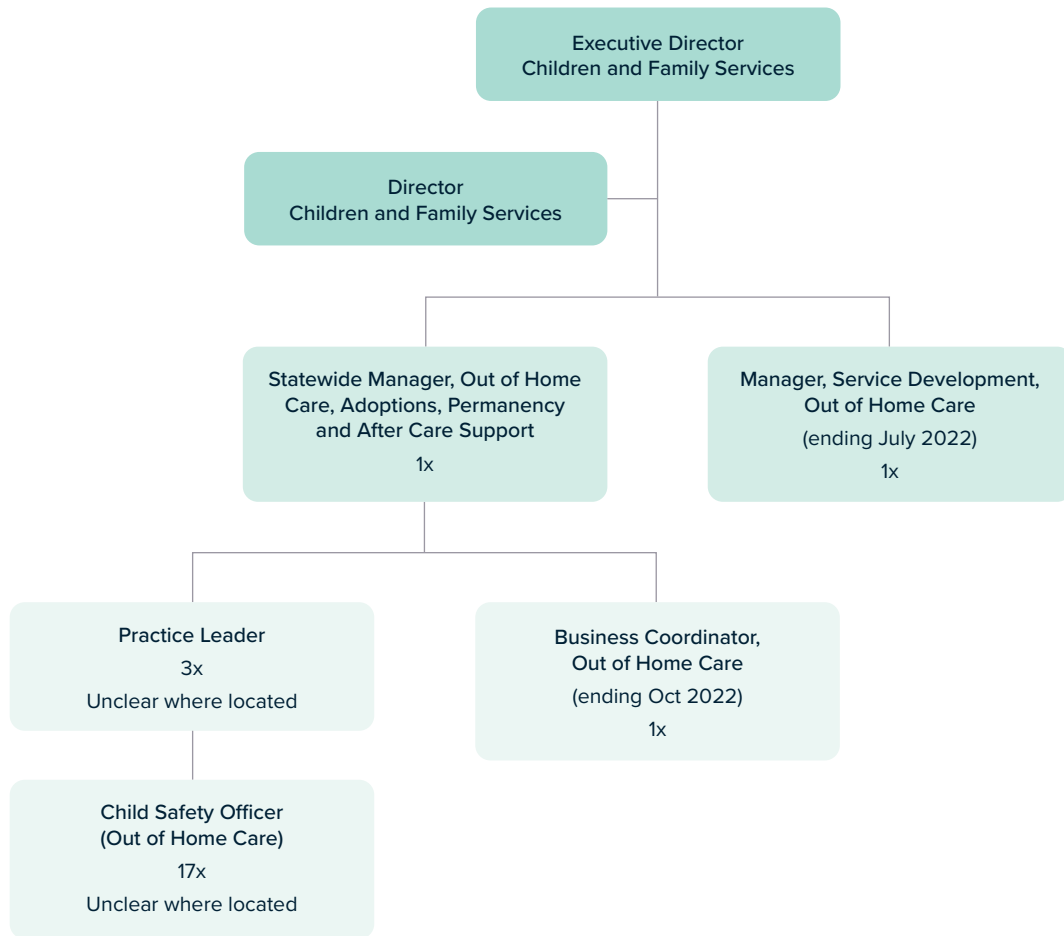 Executive Director
Children and Family Services
Director
Children and Family Services
Statewide Manager, Out of Home
Care, Adoptions, Permanency
and After Care Support
1x
Manager, Service Development,
Out of Home Care
(ending July 2022)
1x
Practice Leader
3x
Unclear where located
Business Coordinator,
Out of Home Care
(ending Oct 2022)
1x
Child Safety Officer
(Out of Home Care)
17x
Unclear where located